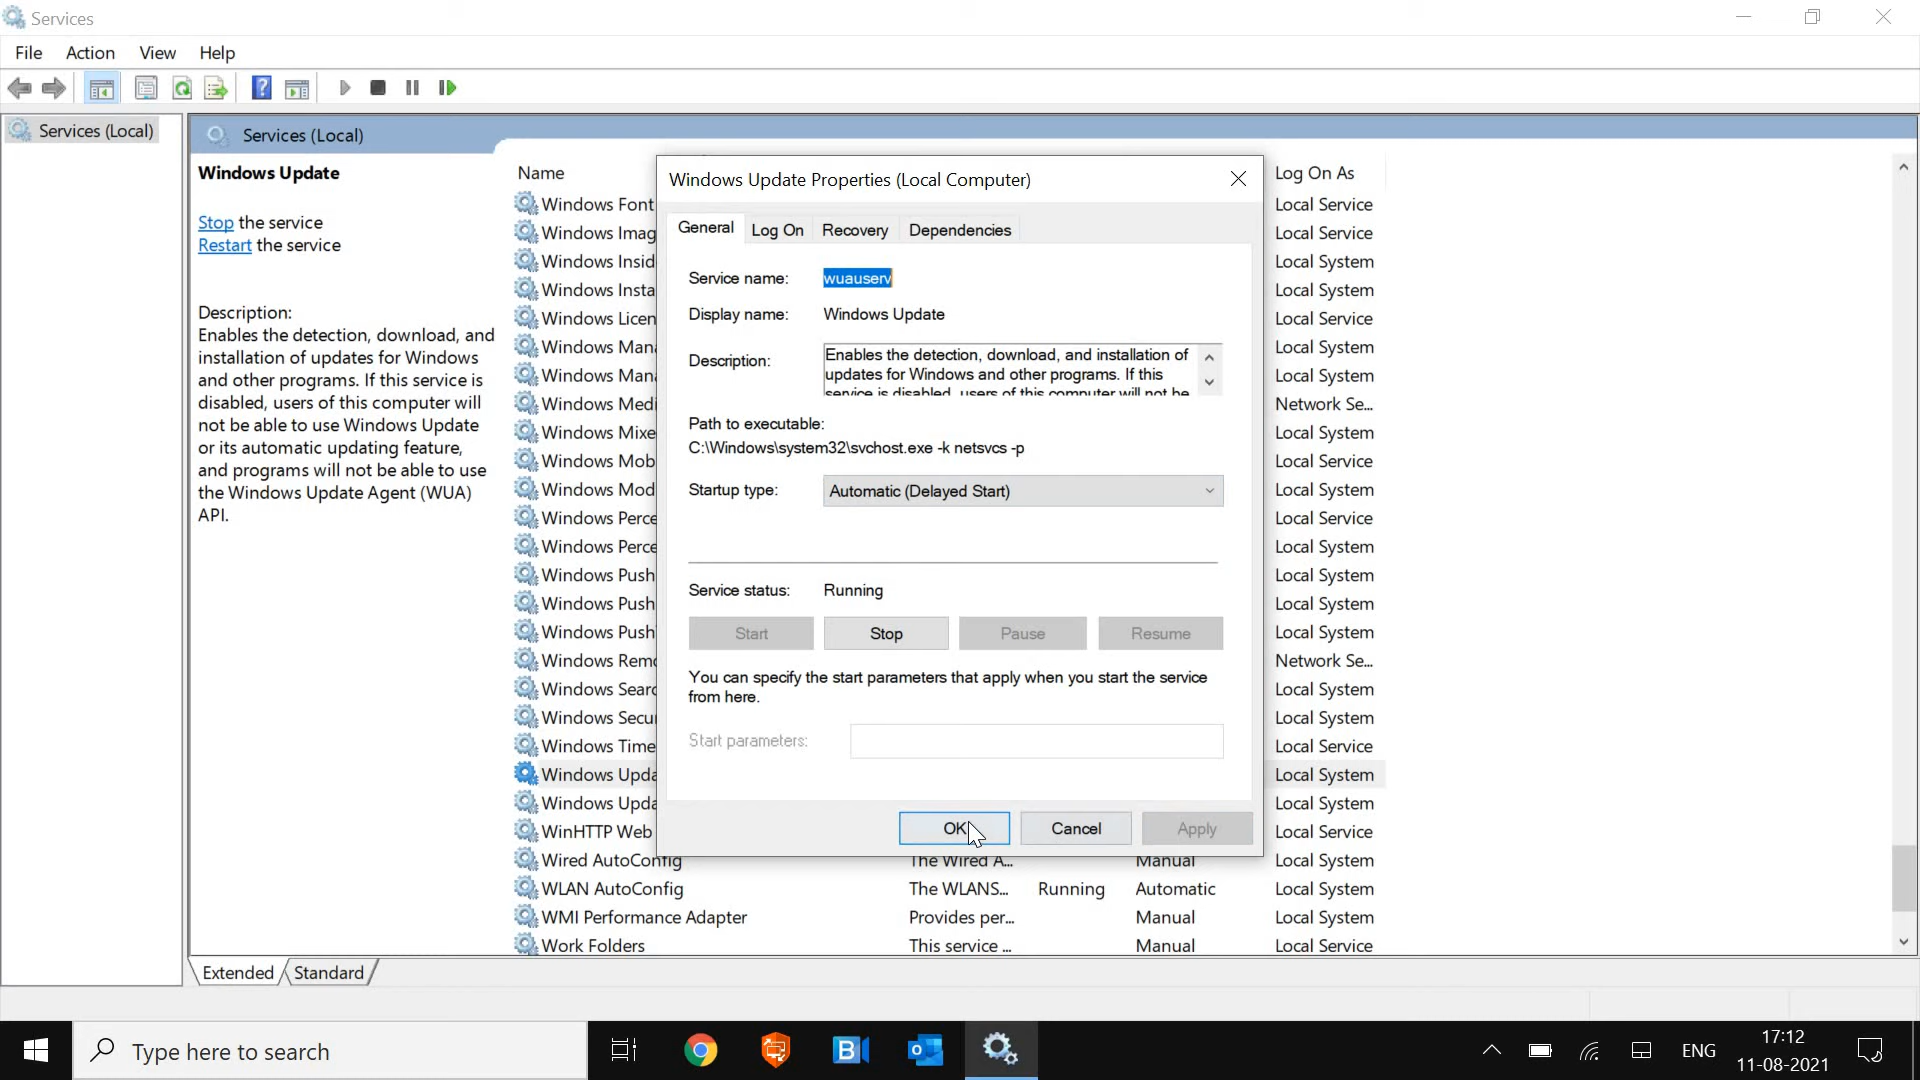 Services
File Action View Help
Services (Local)
Services (Local)
Windows Update
Stop the service
Restart the service
Description:
Enables the detection, download, and
installation of updates for Windows
and other programs. If this service is
disabled, users of this computer will
not be able to use Windows Update
or its automatic updating feature,
and programs will not be able to use
the Windows Update Agent (WUA)
API.
Name Log On As
Windows Font Local Service
Windows Imag Local Service
Windows Insid Local System
Windows Insta Local System
Windows Licen Local Service
Windows Mana Local System
Windows Mana Local System
Windows Medi Network Se...
Windows Mixe Local System
Windows Mob Local Service
Windows Mod Local System
Windows Perce Local Service
Windows Perce Local System
Windows Push Local System
Windows Push Local System
Windows Push Local System
Windows Remo Network Se...
Windows Searc Local System
Windows Secu Local System
Windows Time Local Service
Windows Upda Local System
Windows Upda Local System
WinHTTP Web Local Service
Wired AutoConfig The Wired A... Manual Local System
WLAN AutoConfig The WLANS... Running Automatic Local System
WMI Performance Adapter Provides per... Manual Local System
Work Folders This service ... Manual Local Service
Windows Update Properties (Local Computer)
General Log On Recovery Dependencies
Service name: wuauserv
Display name: Windows Update
Description: Enables the detection, download, and installation of
updates for Windows and other programs. If this
service is disabled, users of this computer will not be
Path to executable:
C:\Windows\system32\svchost.exe -k netsvcs -p
Startup type: Automatic (Delayed Start)
Service status: Running
Start Stop Pause Resume
You can specify the start parameters that apply when you start the service
from here.
Start parameters:
OK Cancel Apply
Extended Standard
Type here to search
ENG
17:12
11-08-2021